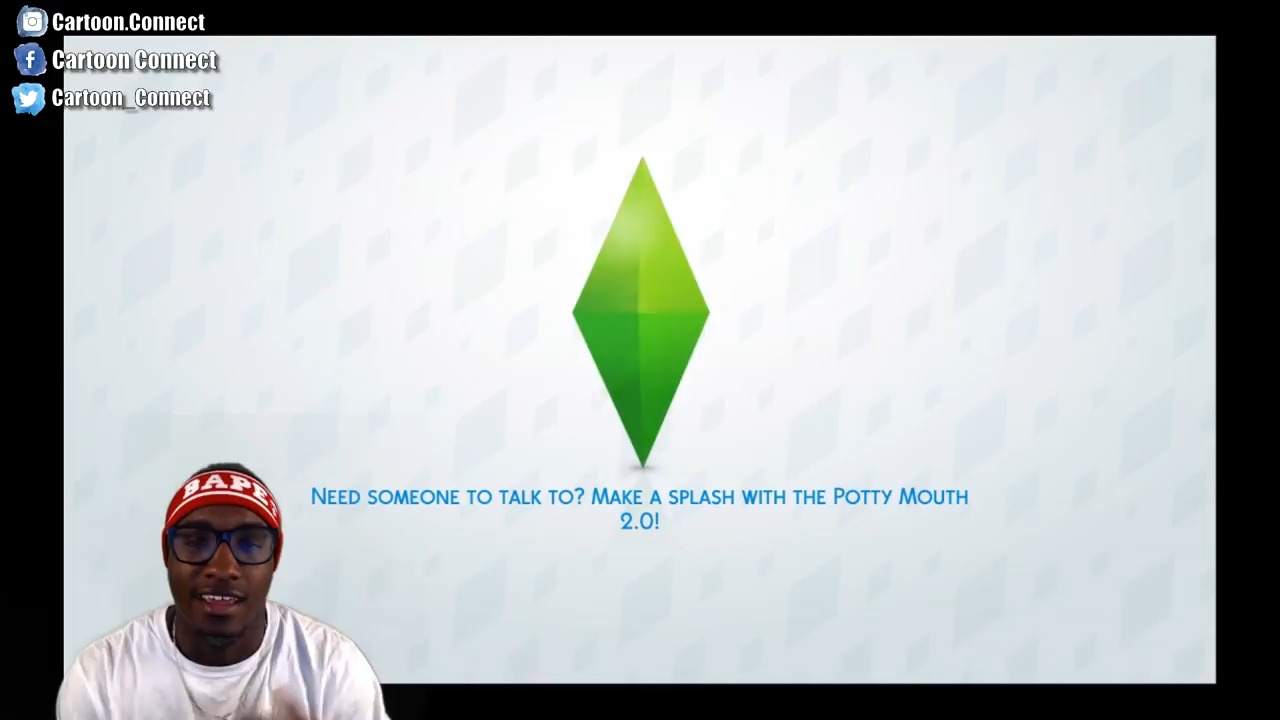 Cartoon.Connect
Cartoon Connect
Cartoon_Connect
BAPE
Need someone to talk to? Make a splash with the Potty Mouth
2.0!